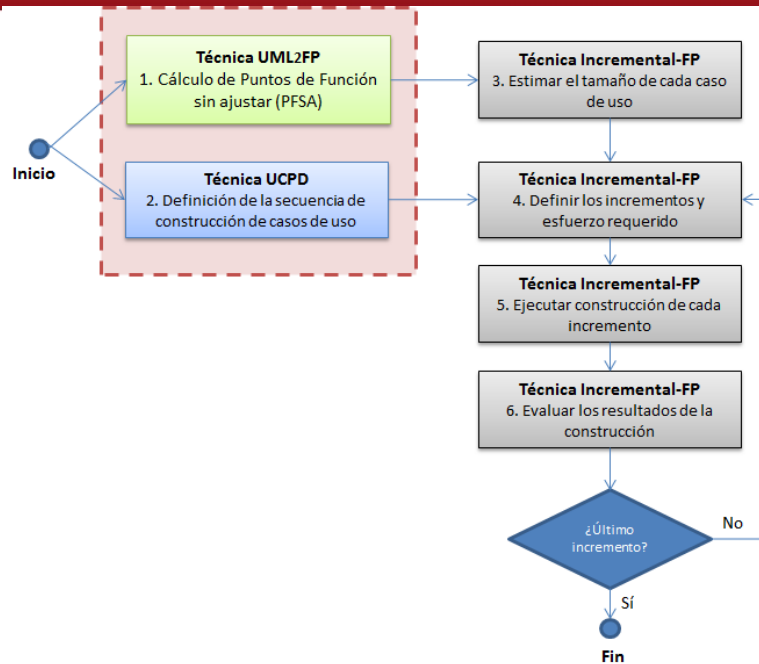 Técnica UML2FP
1. Cálculo de Puntos de Función
sin ajustar (PFSA)
Técnica Incremental-FP
3. Estimar el tamaño de cada caso
de uso
Inicio
Técnica UCPD
2. Definición de la secuencia de
construcción de casos de uso
Técnica Incremental-FP
4. Definir los incrementos y
esfuerzo requerido
Técnica Incremental-FP
5. Ejecutar construcción de cada
incremento
Técnica Incremental-FP
6. Evaluar los resultados de la
construcción
¿Último
incremento?
No
Sí
Fin